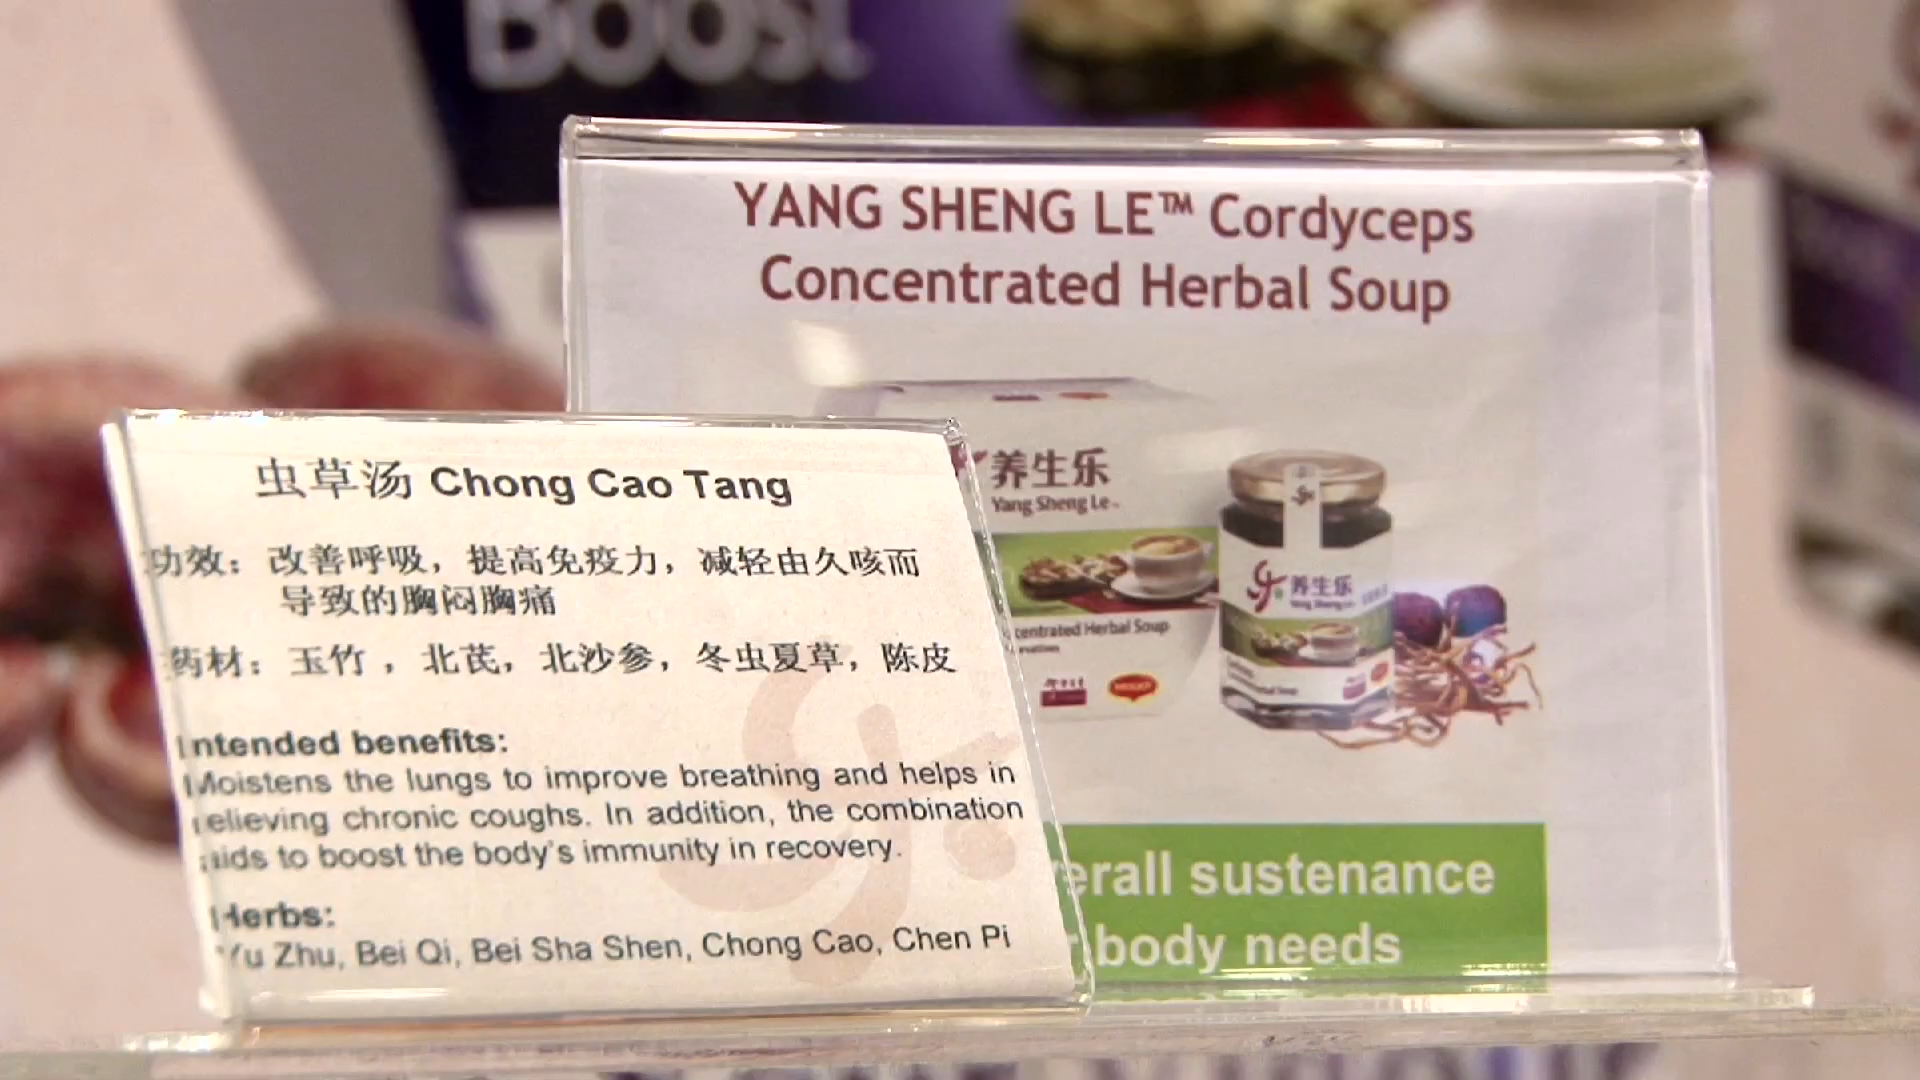 Boost
YANG SHENG LE™ Cordyceps
Concentrated Herbal Soup
养生乐
Yang Sheng Le™
Herbal Soup
MAGGI
养生乐
Yang Sheng Le
erall sustenance
body needs
虫草汤 Chong Cao Tang
功效：改善呼吸，提高免疫力，减轻由久咳而
导致的胸闷胸痛
药材：玉竹，北芪，北沙参，冬虫夏草，陈皮
Intended benefits:
Moistens the lungs to improve breathing and helps in
relieving chronic coughs. In addition, the combination
aids to boost the body's immunity in recovery.
Herbs:
Yu Zhu, Bei Qi, Bei Sha Shen, Chong Cao, Chen Pi